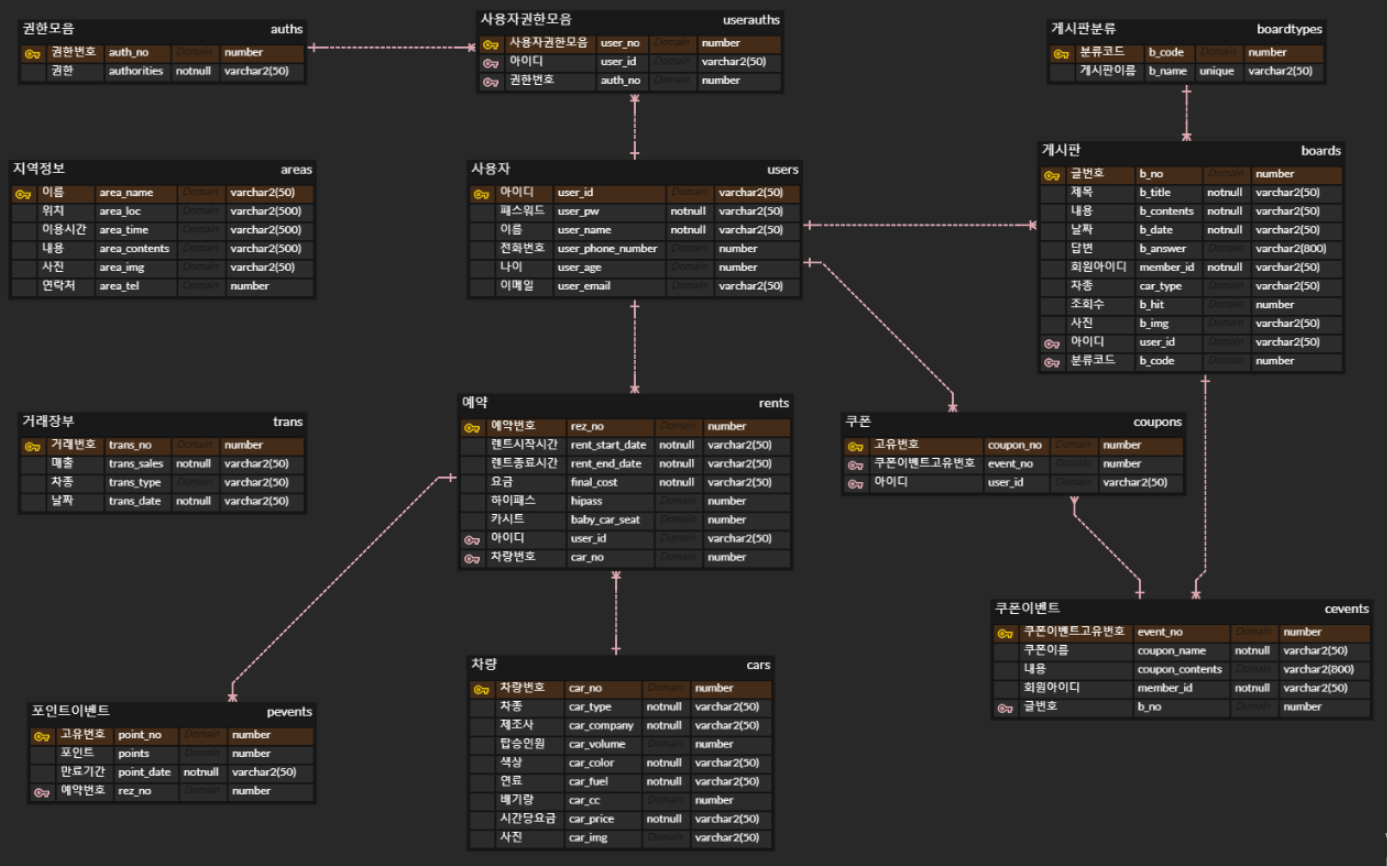 권한모음 auths
권한번호 auth_no Domain number
권한 authorities notnull varchar2(50)
사용자권한모음 userauths
사용자권한모음 user_no Domain number
아이디 user_id Domain varchar2(50)
권한번호 auth_no Domain number
게시판분류 boardtypes
분류코드 b_code Domain number
게시판이름 b_name unique varchar2(50)
지역정보 areas
이름 area_name Domain varchar2(50)
위치 area_loc Domain varchar2(500)
이용시간 area_time Domain varchar2(500)
내용 area_contents Domain varchar2(500)
사진 area_img Domain varchar2(50)
연락처 area_tel Domain number
사용자 users
아이디 user_id Domain varchar2(50)
패스워드 user_pw notnull varchar2(50)
이름 user_name notnull varchar2(50)
전화번호 user_phone_number Domain number
나이 user_age Domain number
이메일 user_email Domain varchar2(50)
게시판 boards
글번호 b_no Domain number
제목 b_title notnull varchar2(50)
내용 b_contents notnull varchar2(50)
날짜 b_date notnull varchar2(50)
답변 b_answer Domain varchar2(800)
회원아이디 member_id notnull varchar2(50)
차종 car_type Domain varchar2(50)
조회수 b_hit Domain number
사진 b_img Domain varchar2(50)
아이디 user_id Domain varchar2(50)
분류코드 b_code Domain number
거래장부 trans
거래번호 trans_no Domain number
매출 trans_sales notnull varchar2(50)
차종 trans_type Domain varchar2(50)
날짜 trans_date notnull varchar2(50)
예약 rents
예약번호 rez_no Domain number
렌트시작시간 rent_start_date notnull varchar2(50)
렌트종료시간 rent_end_date notnull varchar2(50)
요금 final_cost notnull varchar2(50)
하이패스 hipass Domain number
카시트 baby_car_seat Domain number
아이디 user_id Domain varchar2(50)
차량번호 car_no Domain number
쿠폰 coupons
고유번호 coupon_no Domain number
쿠폰이벤트고유번호 event_no Domain number
아이디 user_id Domain varchar2(50)
쿠폰이벤트 cevents
쿠폰이벤트고유번호 event_no Domain number
쿠폰이름 coupon_name notnull varchar2(50)
내용 coupon_contents Domain varchar2(800)
회원아이디 member_id notnull varchar2(50)
글번호 b_no Domain number
포인트이벤트 pevents
고유번호 point_no Domain number
포인트 points Domain number
만료기간 point_date notnull varchar2(50)
예약번호 rez_no Domain number
차량 cars
차량번호 car_no Domain number
차종 car_type notnull varchar2(50)
제조사 car_company notnull varchar2(50)
탑승인원 car_volume Domain number
색상 car_color notnull varchar2(50)
연료 car_fuel notnull varchar2(50)
배기량 car_cc Domain number
시간당요금 car_price notnull varchar2(50)
사진 car_img Domain varchar2(50)